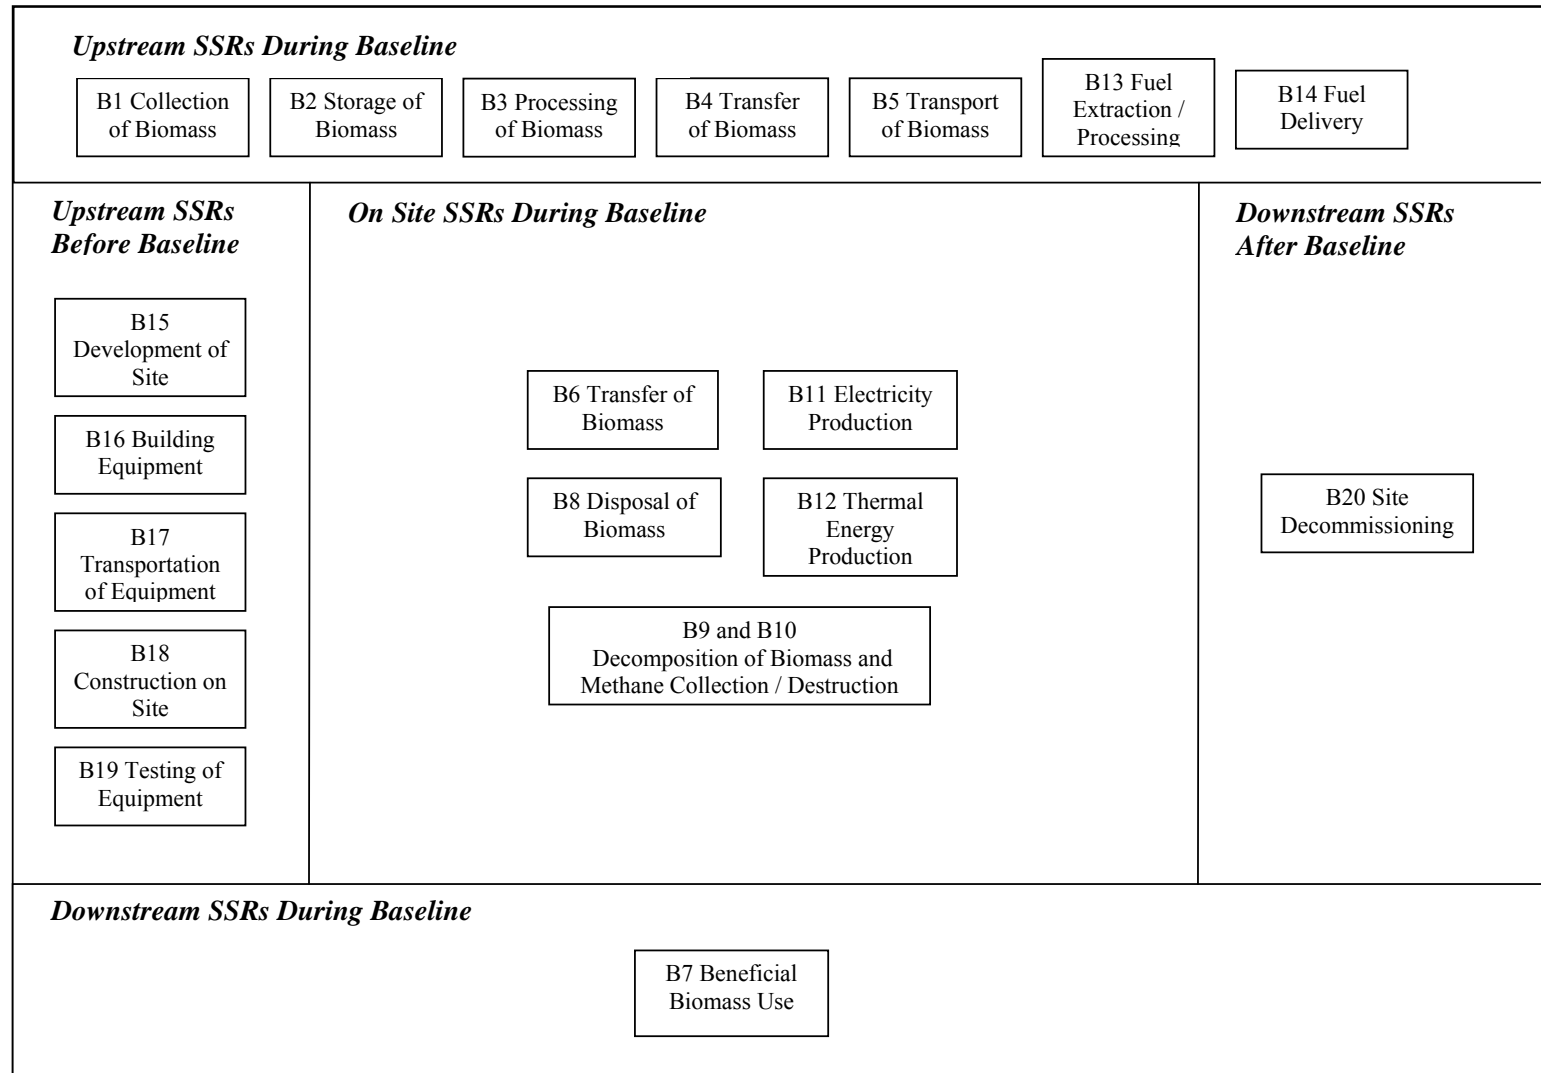 Upstream SSRs During Baseline
B1 Collection
of Biomass
B2 Storage of
Biomass
B3 Processing
of Biomass
B4 Transfer
of Biomass
B5 Transport
of Biomass
B13 Fuel
Extraction /
Processing
B14 Fuel
Delivery
Upstream SSRs
Before Baseline
B15
Development of
Site
B16 Building
Equipment
B17
Transportation
of Equipment
B18
Construction on
Site
B19 Testing of
Equipment
On Site SSRs During Baseline
B6 Transfer of
Biomass
B11 Electricity
Production
B8 Disposal of
Biomass
B12 Thermal
Energy
Production
B9 and B10
Decomposition of Biomass and
Methane Collection / Destruction
Downstream SSRs
After Baseline
B20 Site
Decommissioning
Downstream SSRs During Baseline
B7 Beneficial
Biomass Use